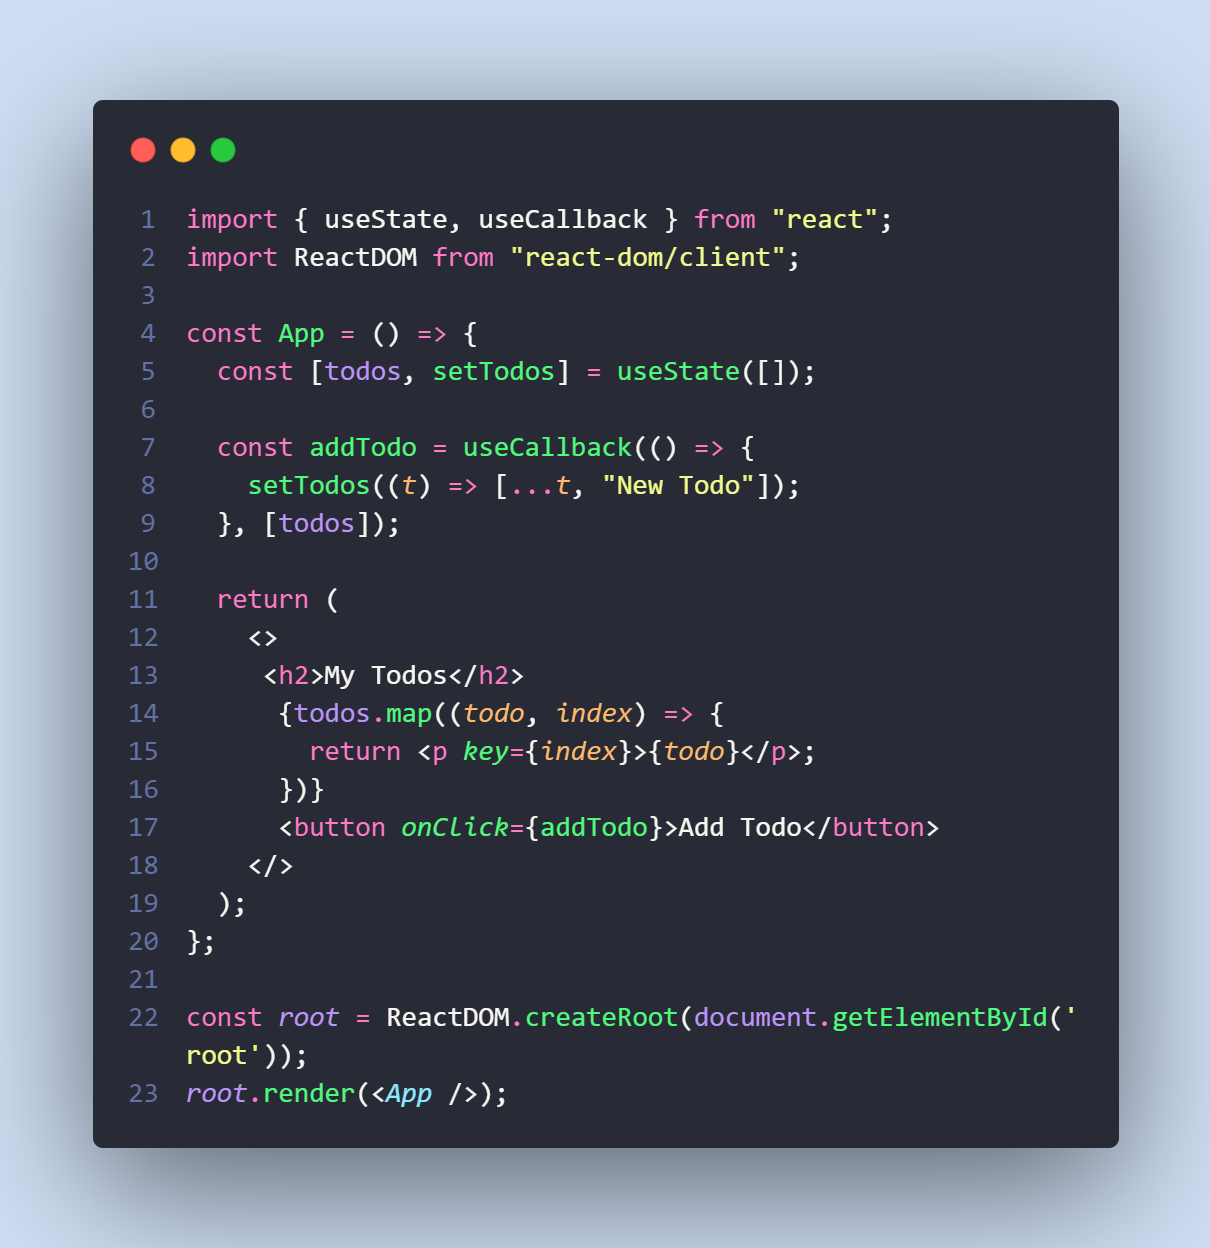 1 import { useState, useCallback } from "react";
2 import ReactDOM from "react-dom/client";
3
4 const App = () => {
5   const [todos, setTodos] = useState([]);
6
7   const addTodo = useCallback(() => {
8     setTodos((t) => [...t, "New Todo"]);
9   }, [todos]);
10
11   return (
12     <>
13      <h2>My Todos</h2>
14       {todos.map((todo, index) => {
15         return <p key={index}>{todo}</p>;
16       })}
17       <button onClick={addTodo}>Add Todo</button>
18     </>
19   );
20 };
21
22 const root = ReactDOM.createRoot(document.getElementById('
root'));
23 root.render(<App />);